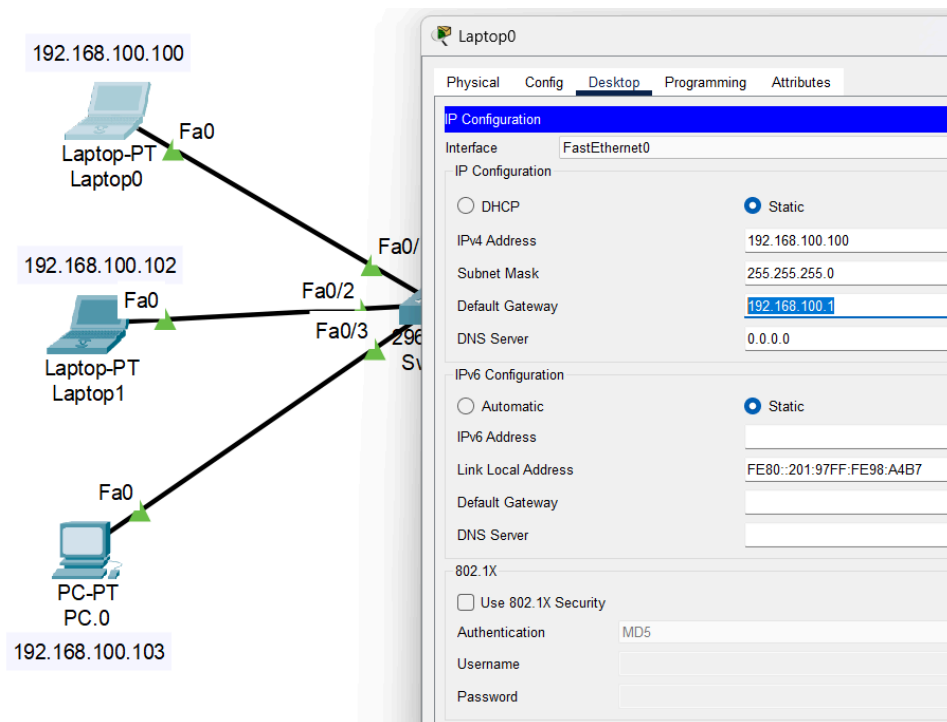 192.168.100.100
Fa0
Laptop-PT
Laptop0
Fa0/
192.168.100.102
Fa0
Fa0/2
Fa0/3
Laptop-PT
Laptop1
Fa0
PC-PT
PC.0
192.168.100.103
Laptop0
Physical Config Desktop Programming Attributes
IP Configuration
Interface FastEthernet0
IP Configuration
DHCP Static
IPv4 Address 192.168.100.100
Subnet Mask 255.255.255.0
Default Gateway 192.168.100.1
DNS Server 0.0.0.0
IPv6 Configuration
Automatic Static
IPv6 Address
Link Local Address FE80::201:97FF:FE98:A4B7
Default Gateway
DNS Server
802.1X
Use 802.1X Security
Authentication MD5
Username
Password